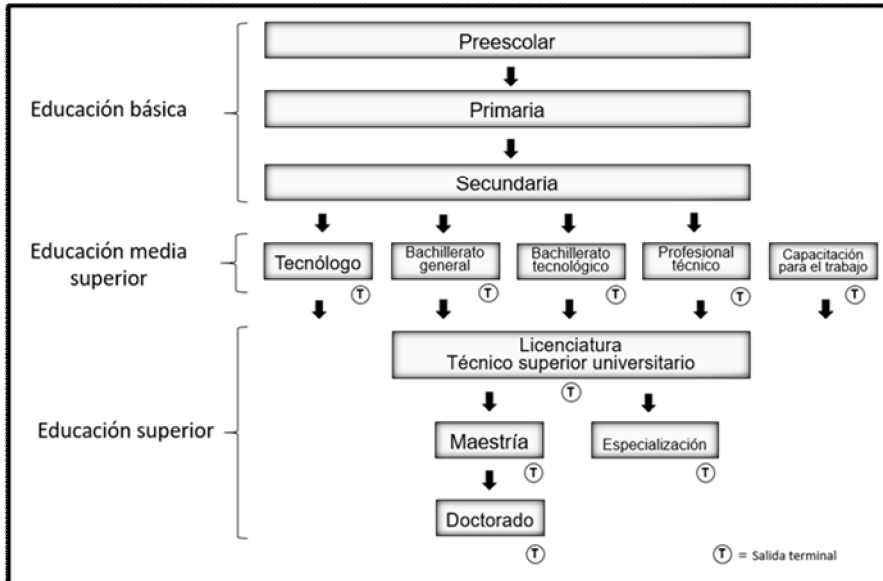 Preescolar
Educación básica
Primaria
Secundaria
Educación media
superior
Tecnólogo
T
Bachillerato
general
T
Bachillerato
tecnológico
T
Profesional
técnico
T
Capacitación
para el trabajo
T
Licenciatura
Técnico superior universitario
T
Educación superior
Maestría
T
Especialización
T
Doctorado
T
T = Salida terminal